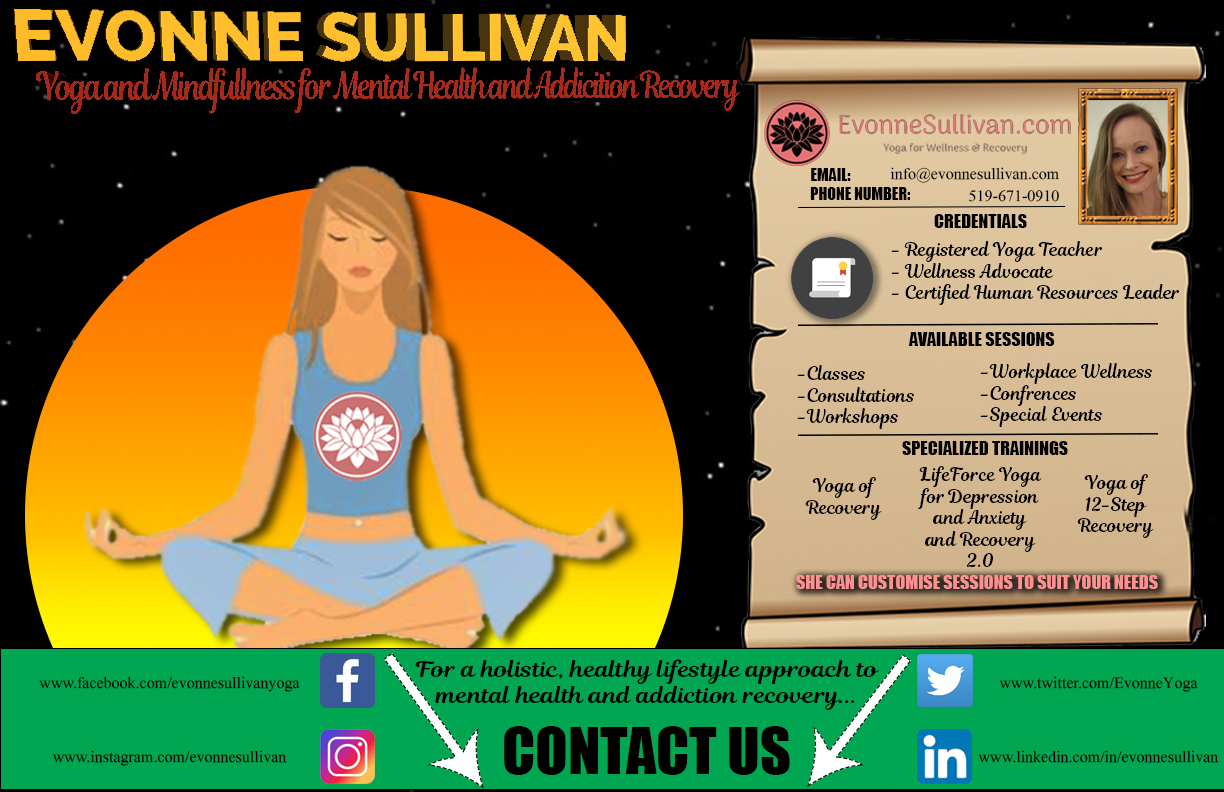 EVONNE SULLIVAN
Yoga and Mindfullness for Mental Health and Addicition Recovery
EvonneSullivan.com
Yoga for Wellness & Recovery
EMAIL: info@evonnesullivan.com
PHONE NUMBER: 519-671-0910
CREDENTIALS
- Registered Yoga Teacher
- Wellness Advocate
- Certified Human Resources Leader
AVAILABLE SESSIONS
-Classes
-Consultations
-Workshops
-Workplace Wellness
-Confrences
-Special Events
SPECIALIZED TRAININGS
Yoga of
Recovery
LifeForce Yoga
for Depression
and Anxiety
and Recovery
2.0
Yoga of
12-Step
Recovery
SHE CAN CUSTOMISE SESSIONS TO SUIT YOUR NEEDS
www.facebook.com/evonnesullivanyoga
www.instagram.com/evonnesullivan
For a holistic, healthy lifestyle approach to
mental health and addiction recovery...
CONTACT US
www.twitter.com/EvonneYoga
www.linkedin.com/in/evonnesullivan